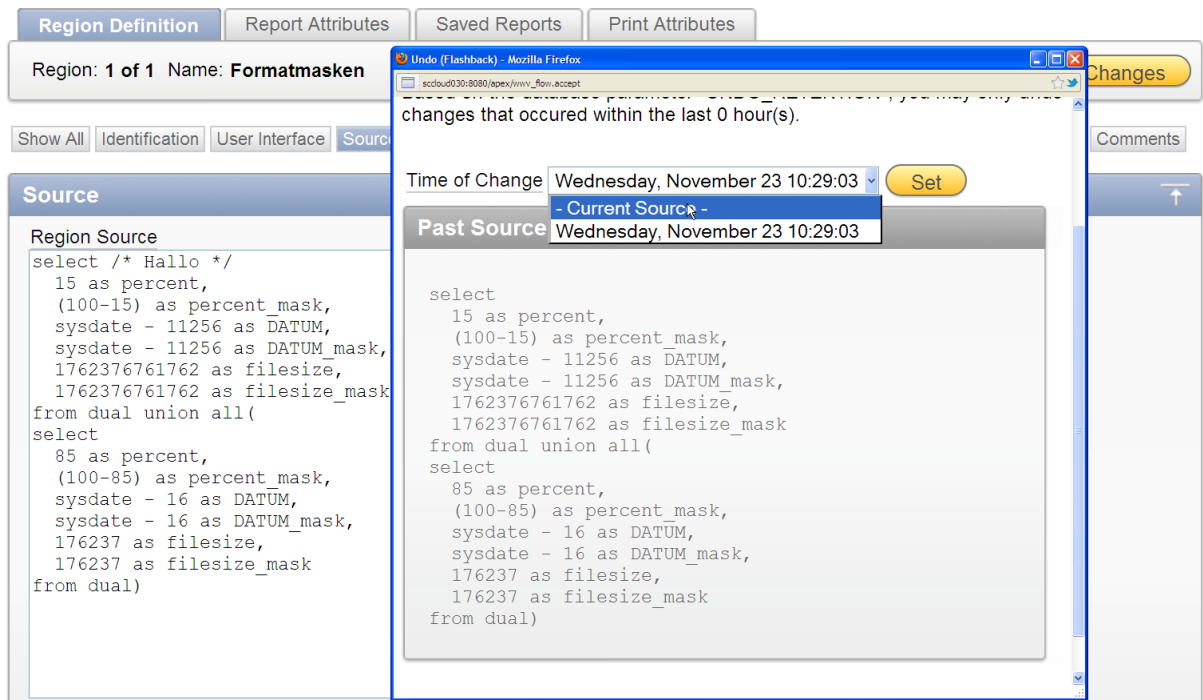 Region Definition
Report Attributes
Saved Reports
Print Attributes
Region: 1 of 1 Name: Formatmasken
Changes
Show All
Identification
User Interface
Comments
Source
Region Source
select /* Hallo */
15 as percent,
(100-15) as percent_mask,
sysdate - 11256 as DATUM,
sysdate - 11256 as DATUM_mask,
1762376761762 as filesize,
1762376761762 as filesize_mask
from dual union all(
select
85 as percent,
(100-85) as percent_mask,
sysdate - 16 as DATUM,
sysdate - 16 as DATUM_mask,
176237 as filesize,
176237 as filesize_mask
from dual)
Undo (Flashback) - Mozilla Firefox
sccloud030:8080/apex/wwv_flow.accept
changes that occured within the last 0 hour(s).
Time of Change Wednesday, November 23 10:29:03 Set
- Current Source -
Wednesday, November 23 10:29:03
Past Source
select
15 as percent,
(100-15) as percent_mask,
sysdate - 11256 as DATUM,
sysdate - 11256 as DATUM_mask,
1762376761762 as filesize,
1762376761762 as filesize_mask
from dual union all(
select
85 as percent,
(100-85) as percent_mask,
sysdate - 16 as DATUM,
sysdate - 16 as DATUM_mask,
176237 as filesize,
176237 as filesize_mask
from dual)